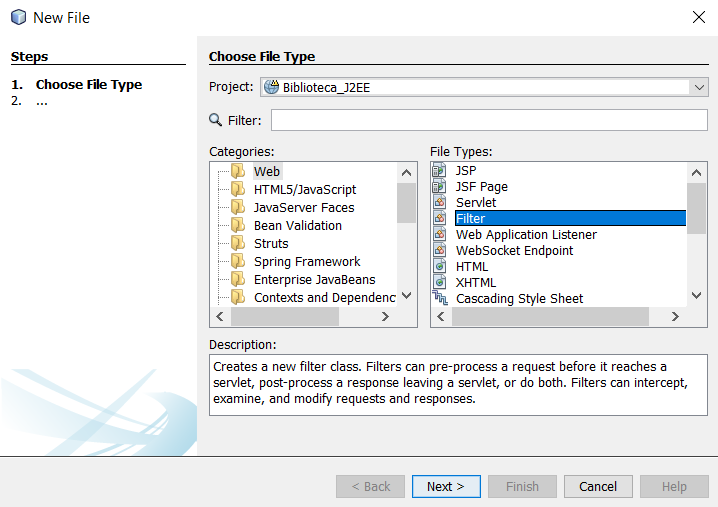 New File
Steps
1. Choose File Type
2. ...
Choose File Type
Project: Biblioteca_J2EE
Filter:
Categories:
Web
HTML5/JavaScript
JavaServer Faces
Bean Validation
Struts
Spring Framework
Enterprise JavaBeans
Contexts and Dependenc
File Types:
JSP
JSF Page
Servlet
Filter
Web Application Listener
WebSocket Endpoint
HTML
XHTML
Cascading Style Sheet
Description:
Creates a new filter class. Filters can pre-process a request before it reaches a
servlet, post-process a response leaving a servlet, or do both. Filters can intercept,
examine, and modify requests and responses.
< Back Next > Finish Cancel Help